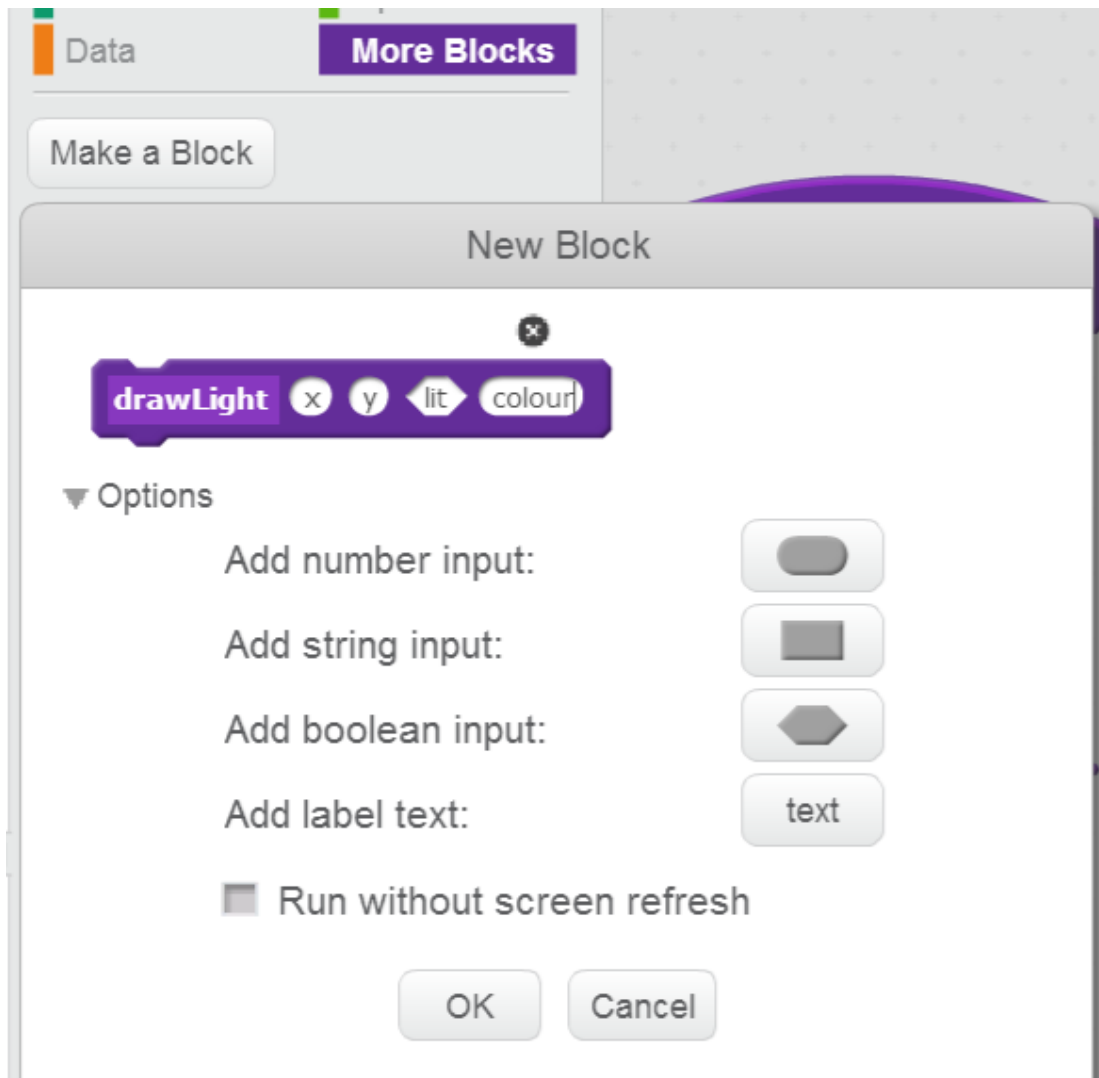 Data More Blocks
Make a Block
New Block
drawLight x y lit colour
Options
Add number input:
Add string input:
Add boolean input:
Add label text: text
Run without screen refresh
OK Cancel